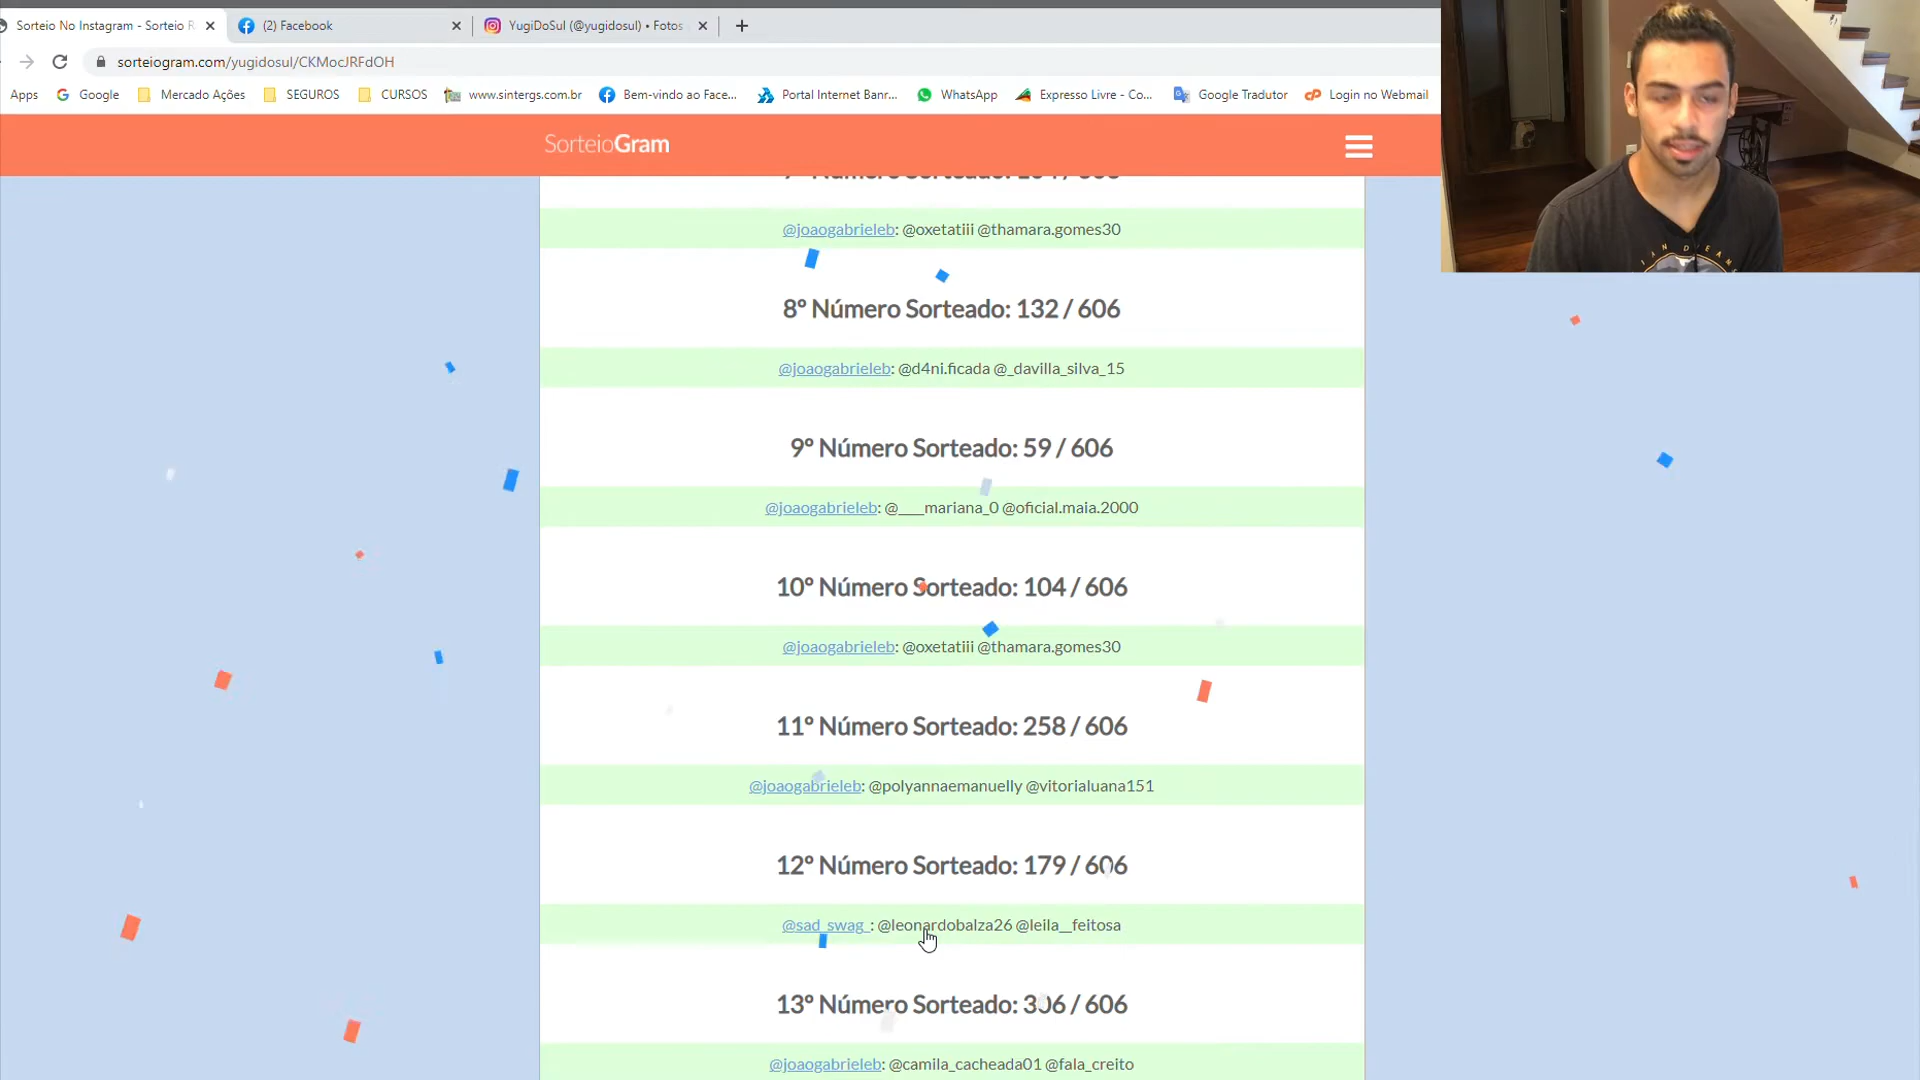 Sorteio No Instagram - Sorteio R
(2) Facebook
YugiDoSul (@yugidosul) • Fotos
sorteiogram.com/yugidosul/CKMocJRFdOH
Apps
Google
Mercado Ações
SEGUROS
CURSOS
www.sintergs.com.br
Bem-vindo ao Face...
Portal Internet Banr...
WhatsApp
Expresso Livre - Co...
Google Tradutor
Login no Webmail
SorteioGram
@joaogabrieleb: @oxetatiii @thamara.gomes30
8º Número Sorteado: 132 / 606
@joaogabrieleb: @d4ni.ficada @_davilla_silva_15
9º Número Sorteado: 59 / 606
@joaogabrieleb: @____mariana_0 @oficial.maia.2000
10º Número Sorteado: 104 / 606
@joaogabrieleb: @oxetatiii @thamara.gomes30
11º Número Sorteado: 258 / 606
@joaogabrieleb: @polyannaemanuelly @vitorialuana151
12º Número Sorteado: 179 / 606
@sad_swag_: @leonardobalza26 @leila__feitosa
13º Número Sorteado: 306 / 606
@joaogabrieleb: @camila_cacheada01 @fala_creito